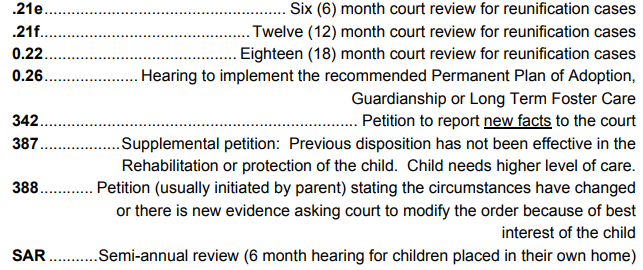 .21e................................................. Six (6) month court review for reunification cases
.21f.......................................... Twelve (12) month court review for reunification cases
0.22......................................... Eighteen (18) month court review for reunification cases
0.26..................... Hearing to implement the recommended Permanent Plan of Adoption,
Guardianship or Long Term Foster Care
342...................................................................... Petition to report new facts to the court
387..................Supplemental petition: Previous disposition has not been effective in the
Rehabilitation or protection of the child. Child needs higher level of care.
388............ Petition (usually initiated by parent) stating the circumstances have changed
or there is new evidence asking court to modify the order because of best
interest of the child
SAR ...........Semi-annual review (6 month hearing for children placed in their own home)